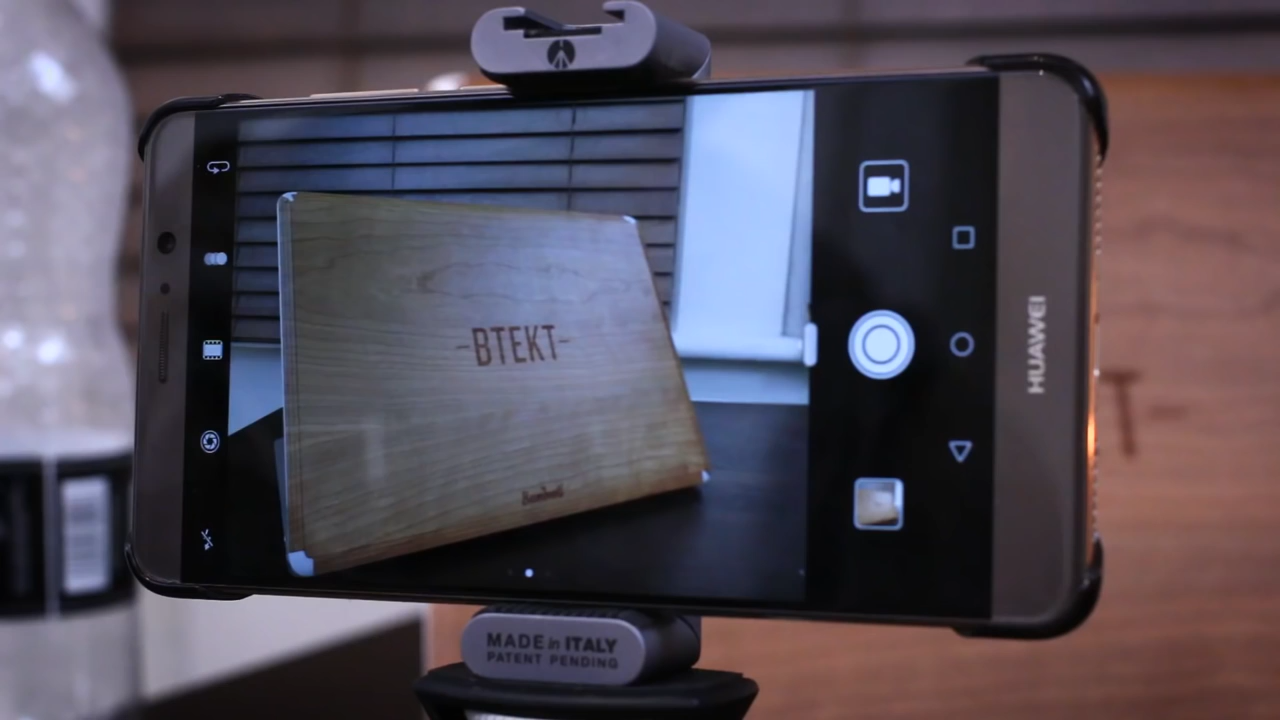 -BTEKT-
HUAWEI
T-
MADE in ITALY
PATENT PENDING